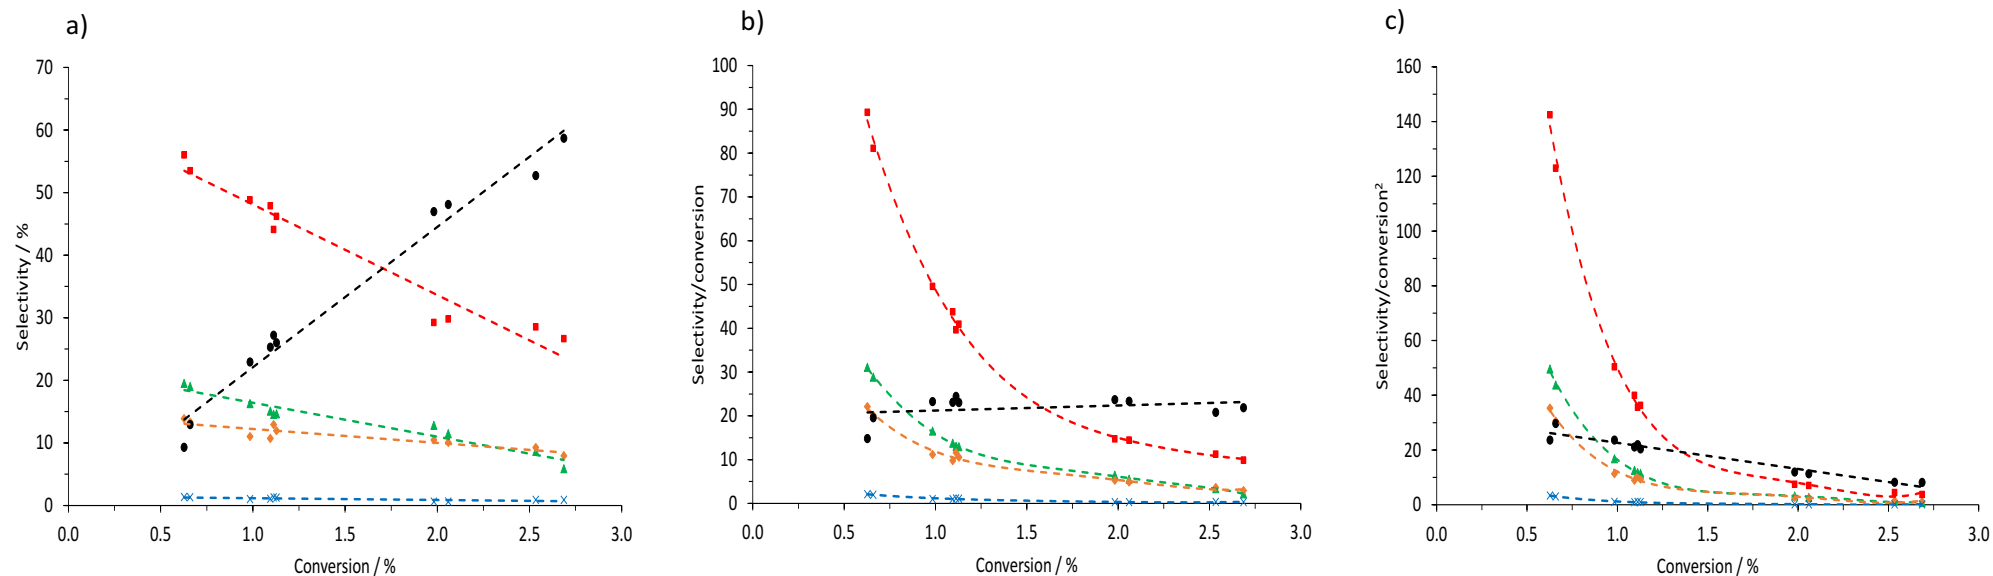 a)
70
60
50
40
30
20
10
0
0.0 0.5 1.0 1.5 2.0 2.5 3.0
Selectivity / %
Conversion / %
b)
100
90
80
70
60
50
40
30
20
10
0
0.0 0.5 1.0 1.5 2.0 2.5 3.0
Selectivity/conversion
Conversion / %
c)
160
140
120
100
80
60
40
20
0
0.0 0.5 1.0 1.5 2.0 2.5 3.0
Selectivity/conversion²
Conversion / %